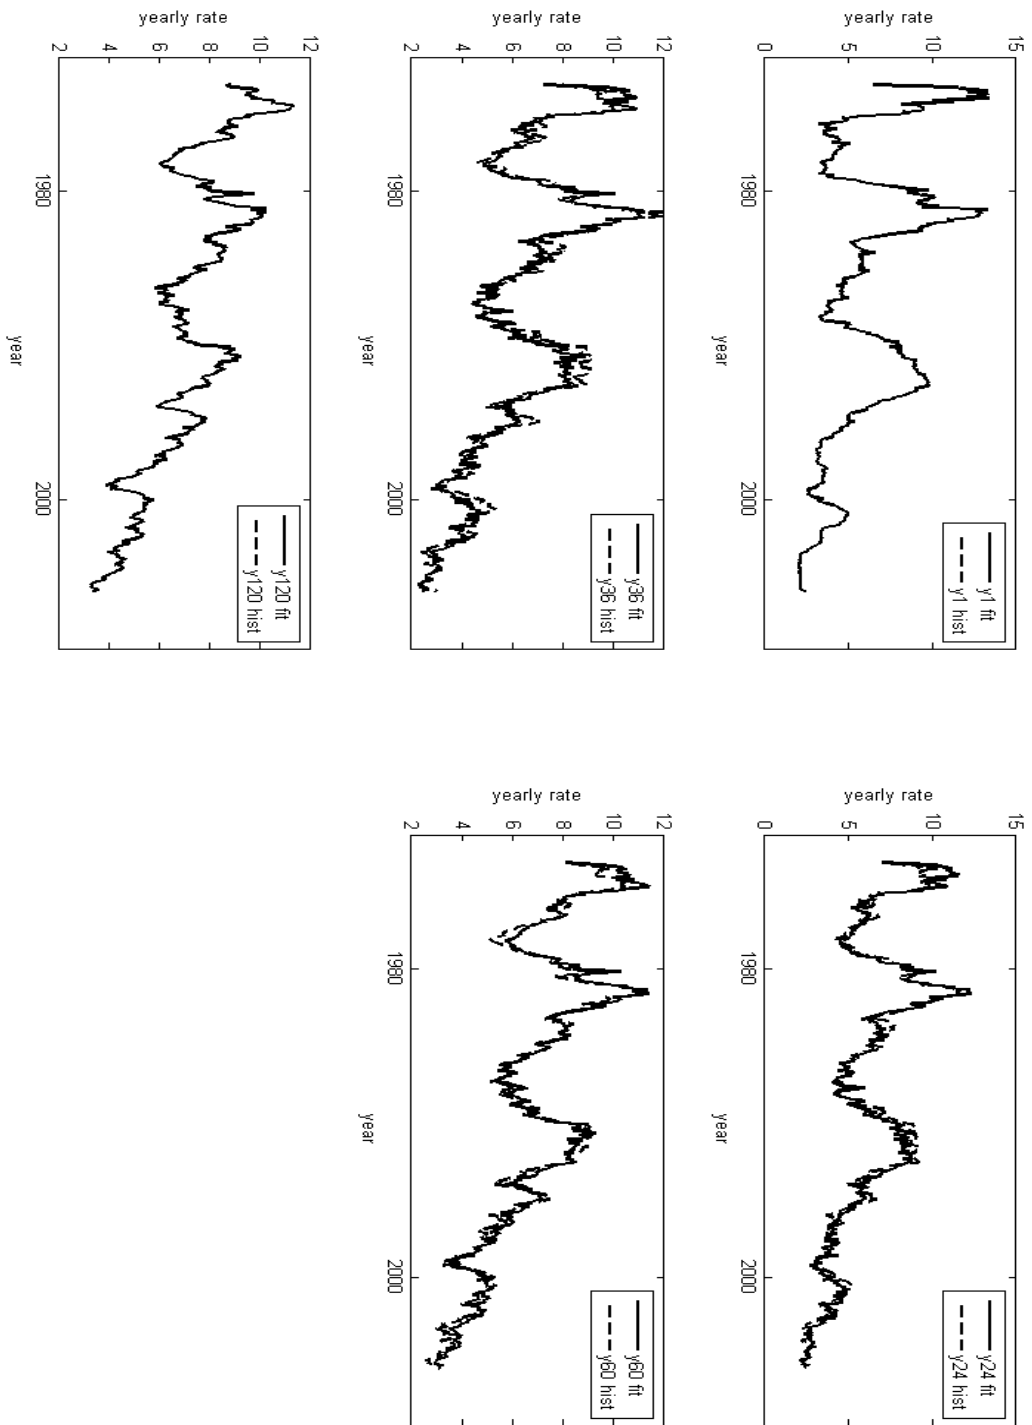 yearly rate
15
10
5
0
y1 fit
y1 hist
1980
2000
year
yearly rate
15
10
5
0
y24 fit
y24 hist
1980
2000
year
yearly rate
12
10
8
6
4
2
y36 fit
y36 hist
1980
2000
year
yearly rate
12
10
8
6
4
2
y60 fit
y60 hist
1980
2000
year
yearly rate
12
10
8
6
4
2
y120 fit
y120 hist
1980
2000
year